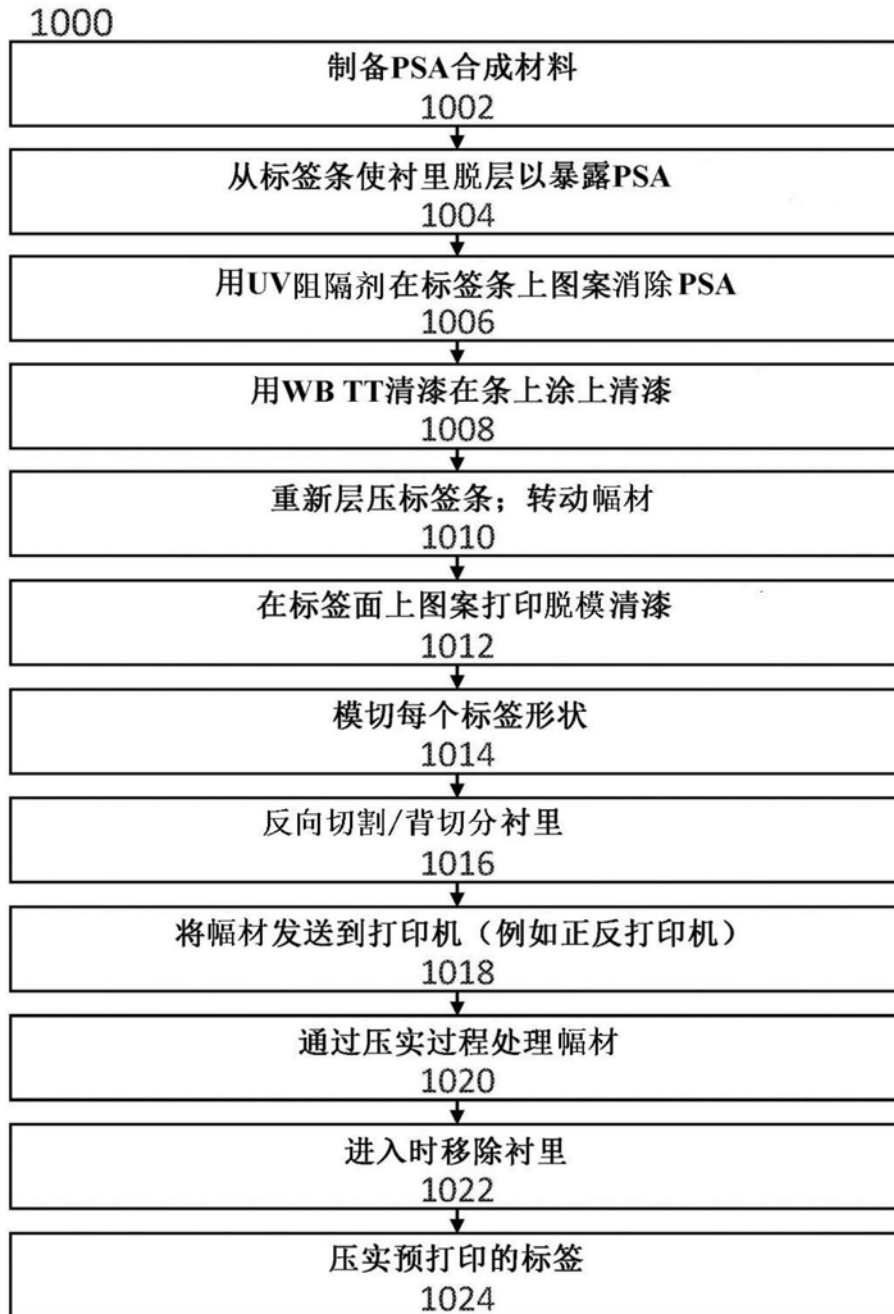 1000
制备PSA合成材料
1002
从标签条使衬里脱层以暴露PSA
1004
用UV阻隔剂在标签条上图案消除PSA
1006
用WB TT清漆在条上涂上清漆
1008
重新层压标签条；转动幅材
1010
在标签面上图案打印脱模清漆
1012
模切每个标签形状
1014
反向切割/背切分衬里
1016
将幅材发送到打印机（例如正反打印机）
1018
通过压实过程处理幅材
1020
进入时移除衬里
1022
压实预打印的标签
1024